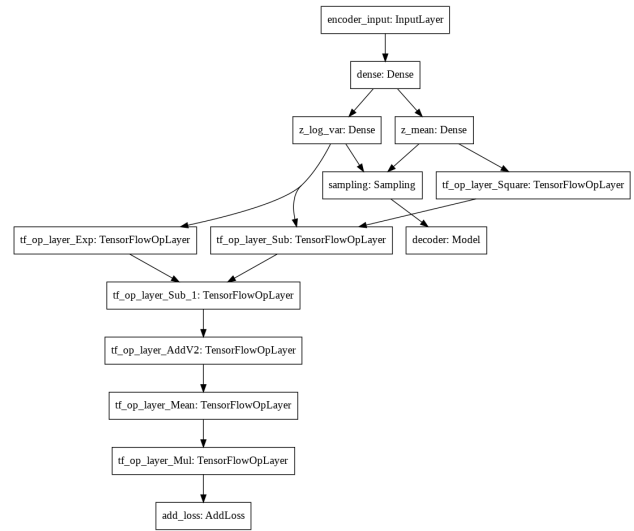 encoder_input: InputLayer
dense: Dense
z_log_var: Dense
z_mean: Dense
sampling: Sampling
tf_op_layer_Square: TensorFlowOpLayer
tf_op_layer_Exp: TensorFlowOpLayer
tf_op_layer_Sub: TensorFlowOpLayer
decoder: Model
tf_op_layer_Sub_1: TensorFlowOpLayer
tf_op_layer_AddV2: TensorFlowOpLayer
tf_op_layer_Mean: TensorFlowOpLayer
tf_op_layer_Mul: TensorFlowOpLayer
add_loss: AddLoss